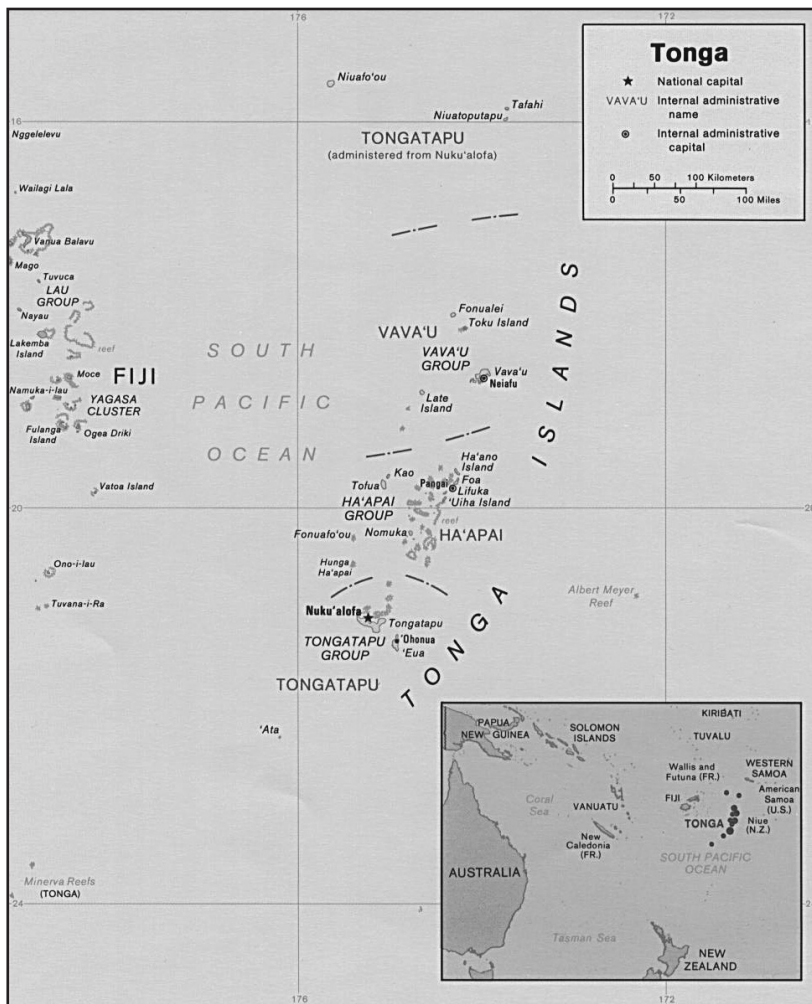 176
172
Tonga
National capital
VAVA'U Internal administrative
name
Internal administrative
capital
0 50 100 Kilometers
0 50 100 Miles
Niuafo'ou
Tafahi
Niuatoputapu
16
TONGATAPU
(administered from Nuku'alofa)
Nggelelevu
Wailagi Lala
Vanua Balavu
Mago
Tuvuca
LAU
GROUP
Nayau
Lakemba
Island
reef
Moce
FIJI
Namuka-i-lau
YAGASA
CLUSTER
Fulanga
Island
Ogea Driki
Vatoa Island
Ono-i-lau
Tuvana-i-Ra
SOUTH
PACIFIC
OCEAN
Fonualei
Toku Island
VAVA'U
VAVA'U
GROUP
Vava'u
Neiafu
Late
Island
TONGA ISLANDS
Ha'ano
Island
Kao
Tofua
Pangai
Foa
Lifuka
'Uiha Island
HA'APAI
GROUP
20
20
reef
Fonuafo'ou
Nomuka
HA'APAI
Hunga
Ha'apai
Albert Meyer
Reef
Nuku'alofa
Tongatapu
TONGATAPU
GROUP
'Ohonua
'Eua
TONGATAPU
'Ata
Minerva Reefs
(TONGA)
24
2
176
172
KIRIBATI
PAPUA
NEW GUINEA
SOLOMON
ISLANDS
TUVALU
Wallis and
Futuna (FR.)
WESTERN
SAMOA
American
Samoa
(U.S.)
Coral
Sea
VANUATU
FIJI
TONGA
Niue
(N.Z.)
New
Caledonia
(FR.)
SOUTH PACIFIC
OCEAN
AUSTRALIA
Tasman Sea
NEW
ZEALAND